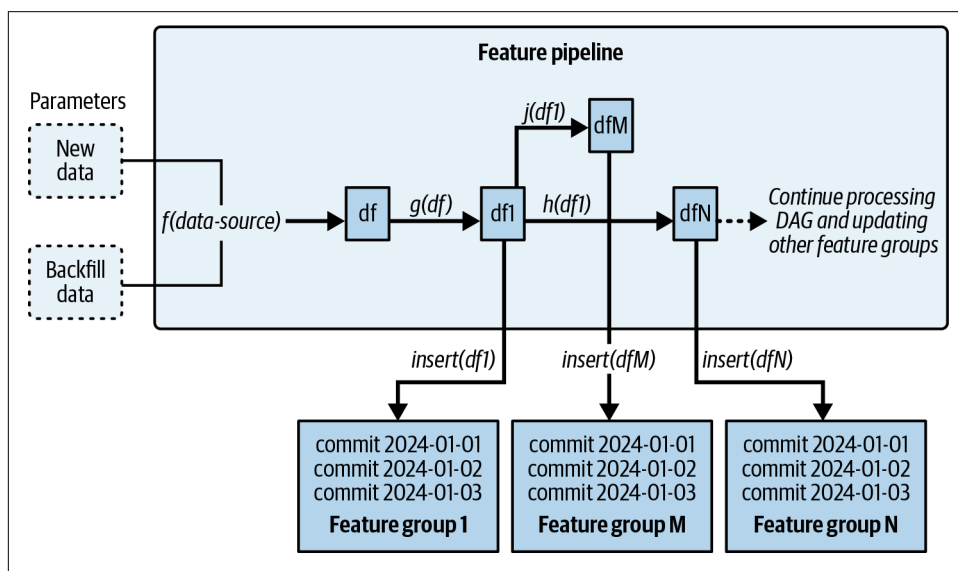 Feature pipeline
Parameters
New
data
Backfill
data
f(data-source)
df
g(df)
df1
j(df1)
dfM
h(df1)
dfN
Continue processing
DAG and updating
other feature groups
insert(df1)
insert(dfM)
insert(dfN)
commit 2024-01-01
commit 2024-01-02
commit 2024-01-03
Feature group 1
commit 2024-01-01
commit 2024-01-02
commit 2024-01-03
Feature group M
commit 2024-01-01
commit 2024-01-02
commit 2024-01-03
Feature group N